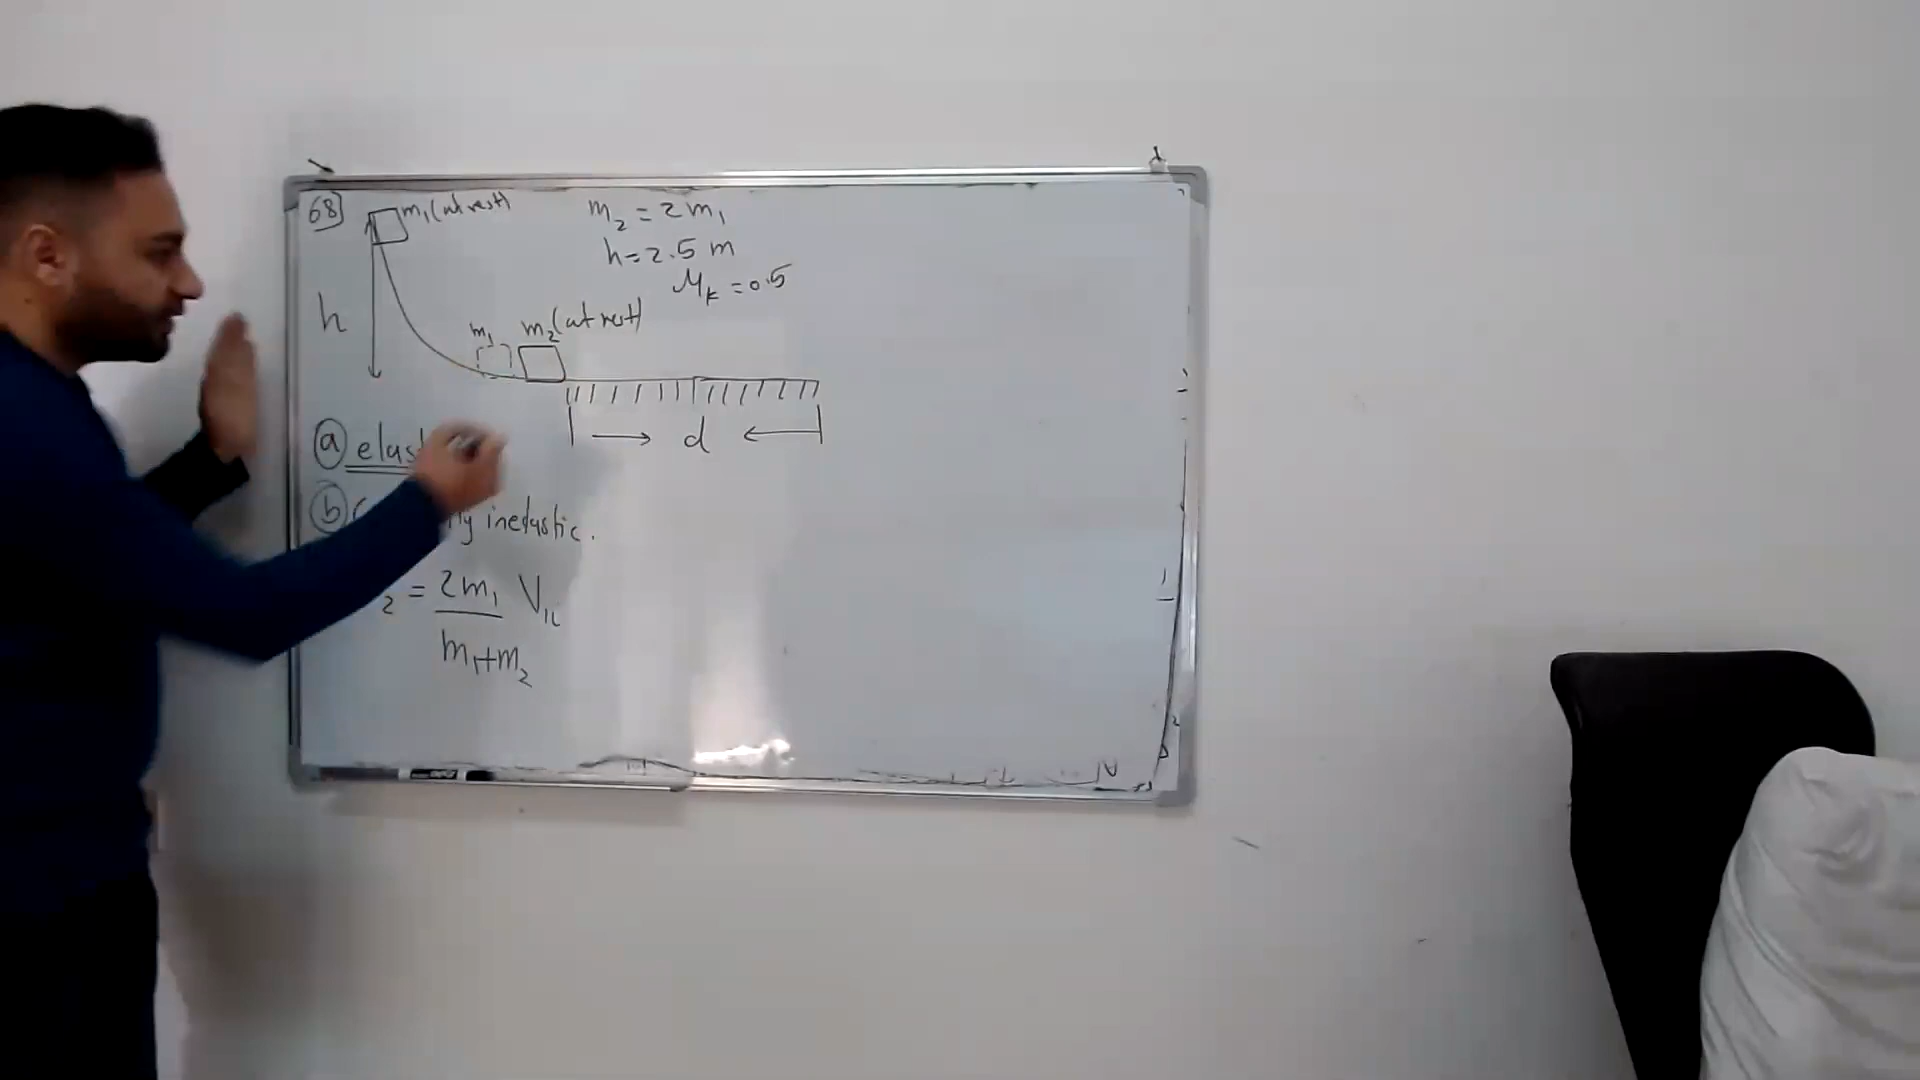 68 m₁ (at rest)
m₂ = 2m₁
h = 2.5 m
μₖ = 0.5
h
m₁ m₂ (at rest)
d
(a) elas
(b) inelastic.
₂ = 2m₁ V₁ᵢ
m₁+m₂